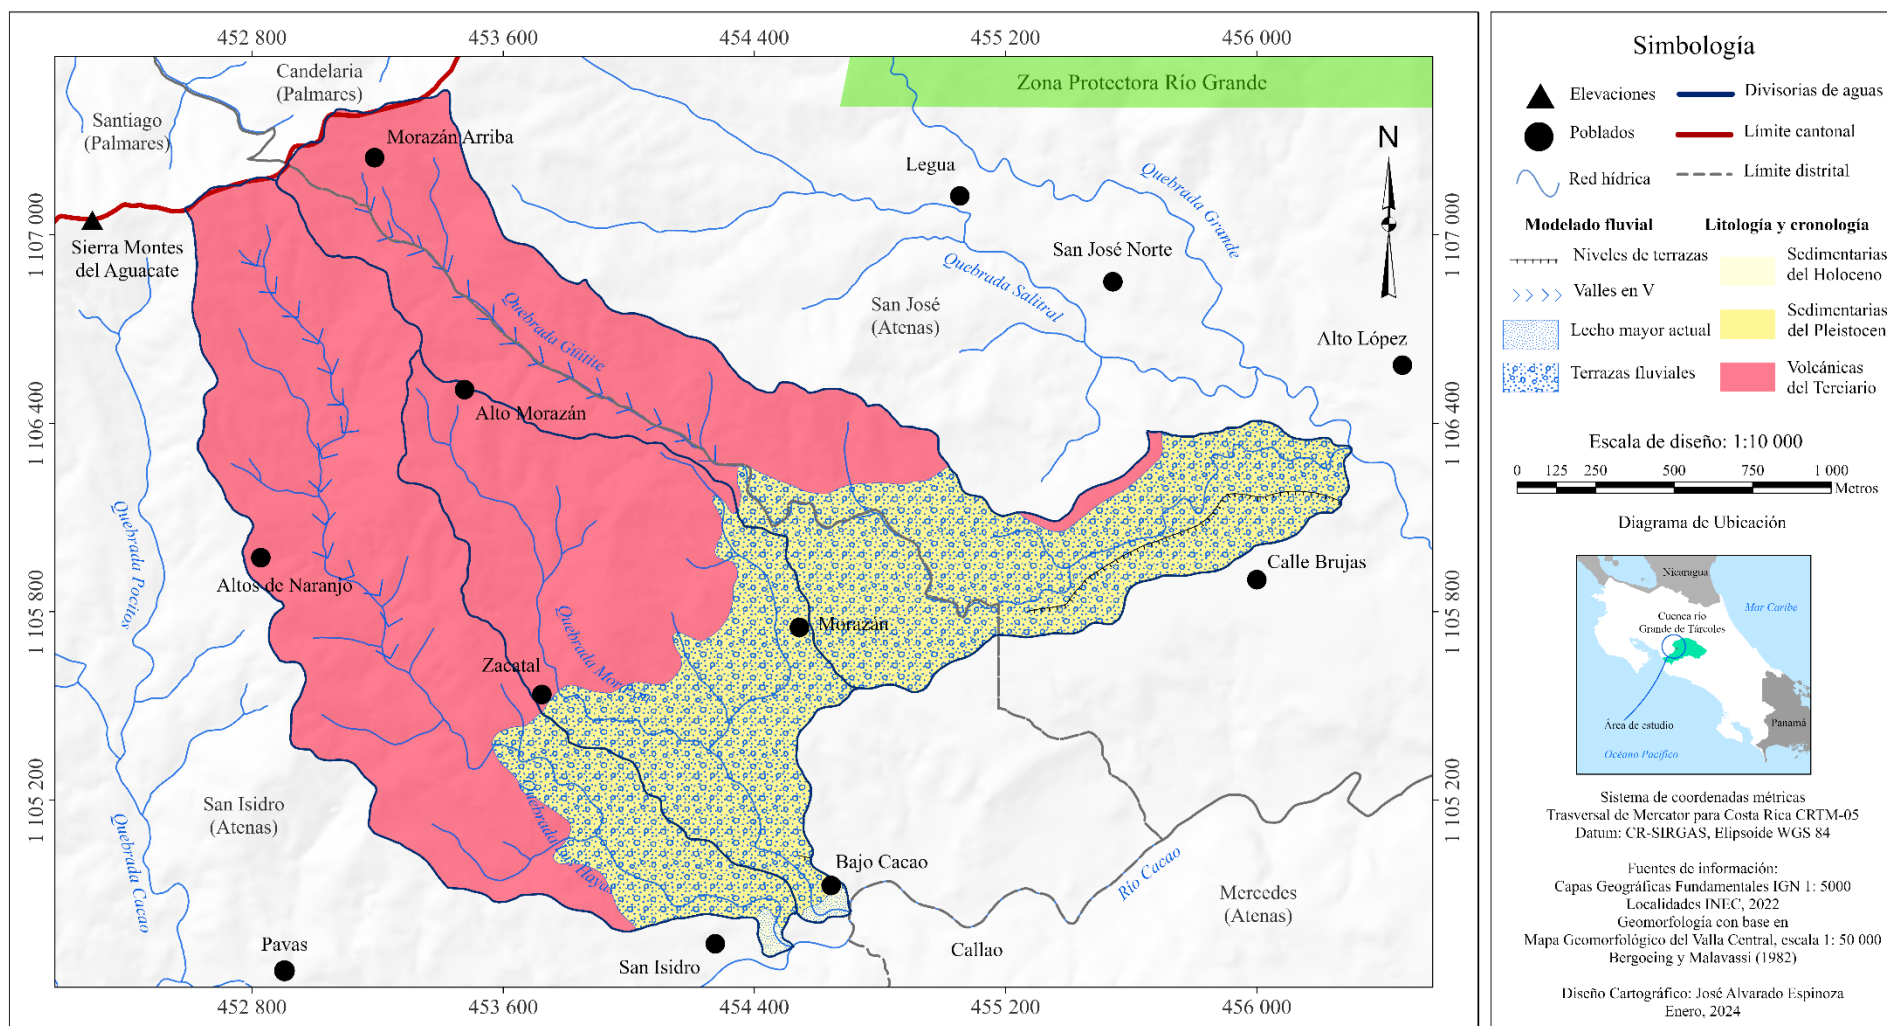 452 800
453 600
454 400
455 200
456 000
Candelaria
(Palmares)
Zona Protectora Río Grande
Santiago
(Palmares)
Morazán Arriba
N
Legua
Quebrada Grande
1 107 000
1 107 000
Sierra Montes
del Aguacate
San José Norte
Quebrada Salitral
San José
(Atenas)
Quebrada Güitite
Alto López
1 106 400
1 106 400
Alto Morazán
Quebrada Pocitos
Altos de Naranjo
Calle Brujas
1 105 800
1 105 800
Morazán
Zacatal
Quebrada Morazán
1 105 200
1 105 200
San Isidro
(Atenas)
Quebrada Cacao
Quebrada Los Hayas
Bajo Cacao
Río Cacao
Mercedes
(Atenas)
Pavas
San Isidro
Callao
452 800
453 600
454 400
455 200
456 000
Simbología
Elevaciones
Divisorias de aguas
Poblados
Límite cantonal
Red hídrica
Límite distrital
Modelado fluvial
Litología y cronología
Niveles de terrazas
Sedimentarias
del Holoceno
Valles en V
Lecho mayor actual
Sedimentarias
del Pleistocen
Terrazas fluviales
Volcánicas
del Terciario
Escala de diseño: 1:10 000
0 125 250 500 750 1 000
Metros
Diagrama de Ubicación
Nicaragua
Mar Caribe
Cuenca río
Grande de Tárcoles
Área de estudio
Panamá
Océano Pacífico
Sistema de coordenadas métricas
Trasversal de Mercator para Costa Rica CRTM-05
Datum: CR-SIRGAS, Elipsoide WGS 84
Fuentes de información:
Capas Geográficas Fundamentales IGN 1: 5000
Localidades INEC, 2022
Geomorfología con base en
Mapa Geomorfológico del Valla Central, escala 1: 50 000
Bergoeing y Malavassi (1982)
Diseño Cartográfico: José Alvarado Espinoza
Enero, 2024